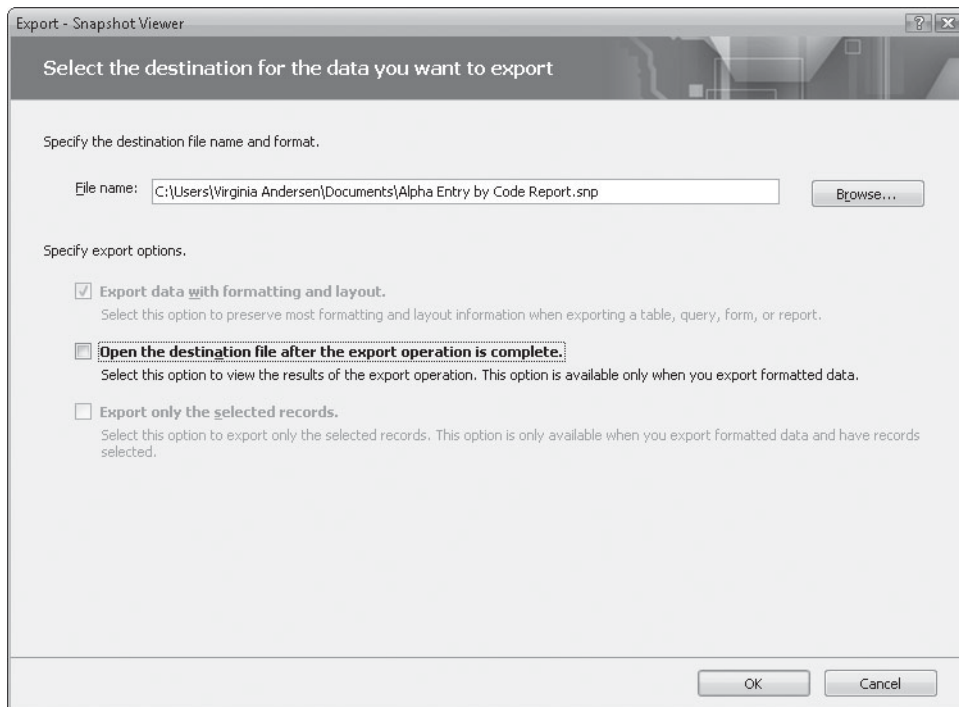 Export - Snapshot Viewer
Select the destination for the data you want to export
Specify the destination file name and format.
File name: C:\Users\Virginia Andersen\Documents\Alpha Entry by Code Report.snp
Browse...
Specify export options.
Export data with formatting and layout.
Select this option to preserve most formatting and layout information when exporting a table, query, form, or report.
Open the destination file after the export operation is complete.
Select this option to view the results of the export operation. This option is available only when you export formatted data.
Export only the selected records.
Select this option to export only the selected records. This option is only available when you export formatted data and have records
selected.
OK
Cancel